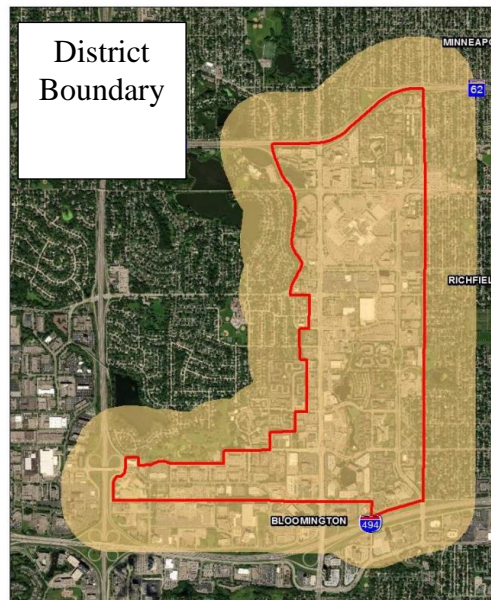 District
Boundary
MINNEAPO
62
RICHFIEL
BLOOMINGTON
494